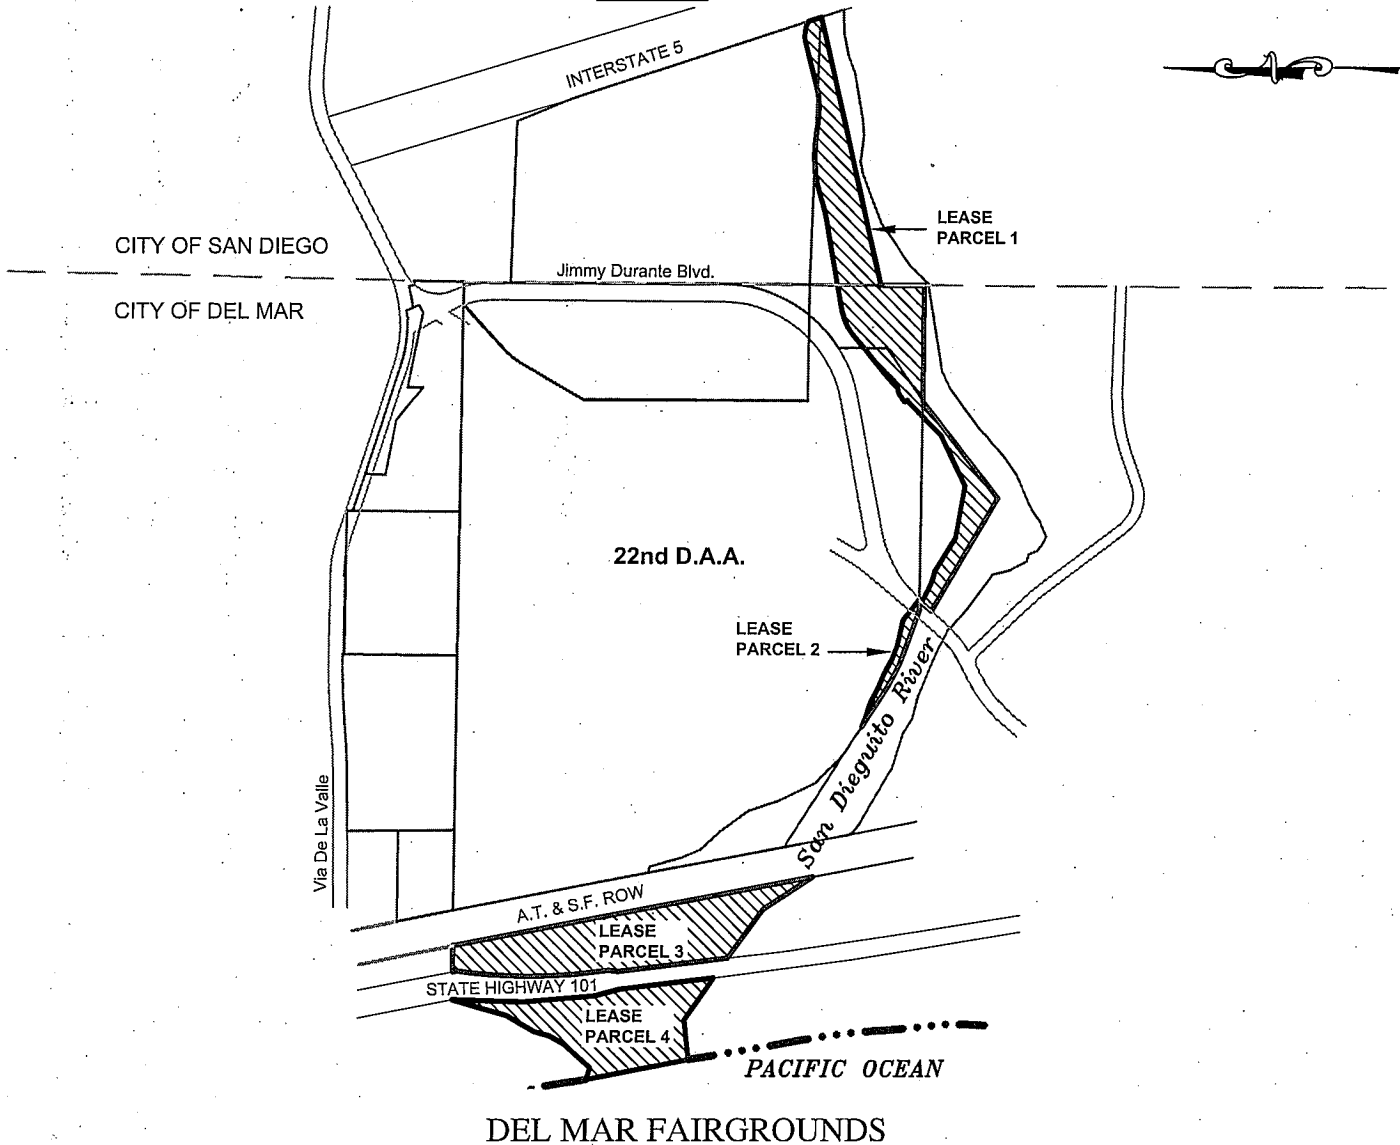 INTERSTATE 5
N
LEASE
PARCEL 1
CITY OF SAN DIEGO
Jimmy Durante Blvd.
CITY OF DEL MAR
22nd D.A.A.
LEASE
PARCEL 2
San Dieguito River
Via De La Valle
A.T. & S.F. ROW
LEASE
PARCEL 3
STATE HIGHWAY 101
LEASE
PARCEL 4
PACIFIC OCEAN
DEL MAR FAIRGROUNDS